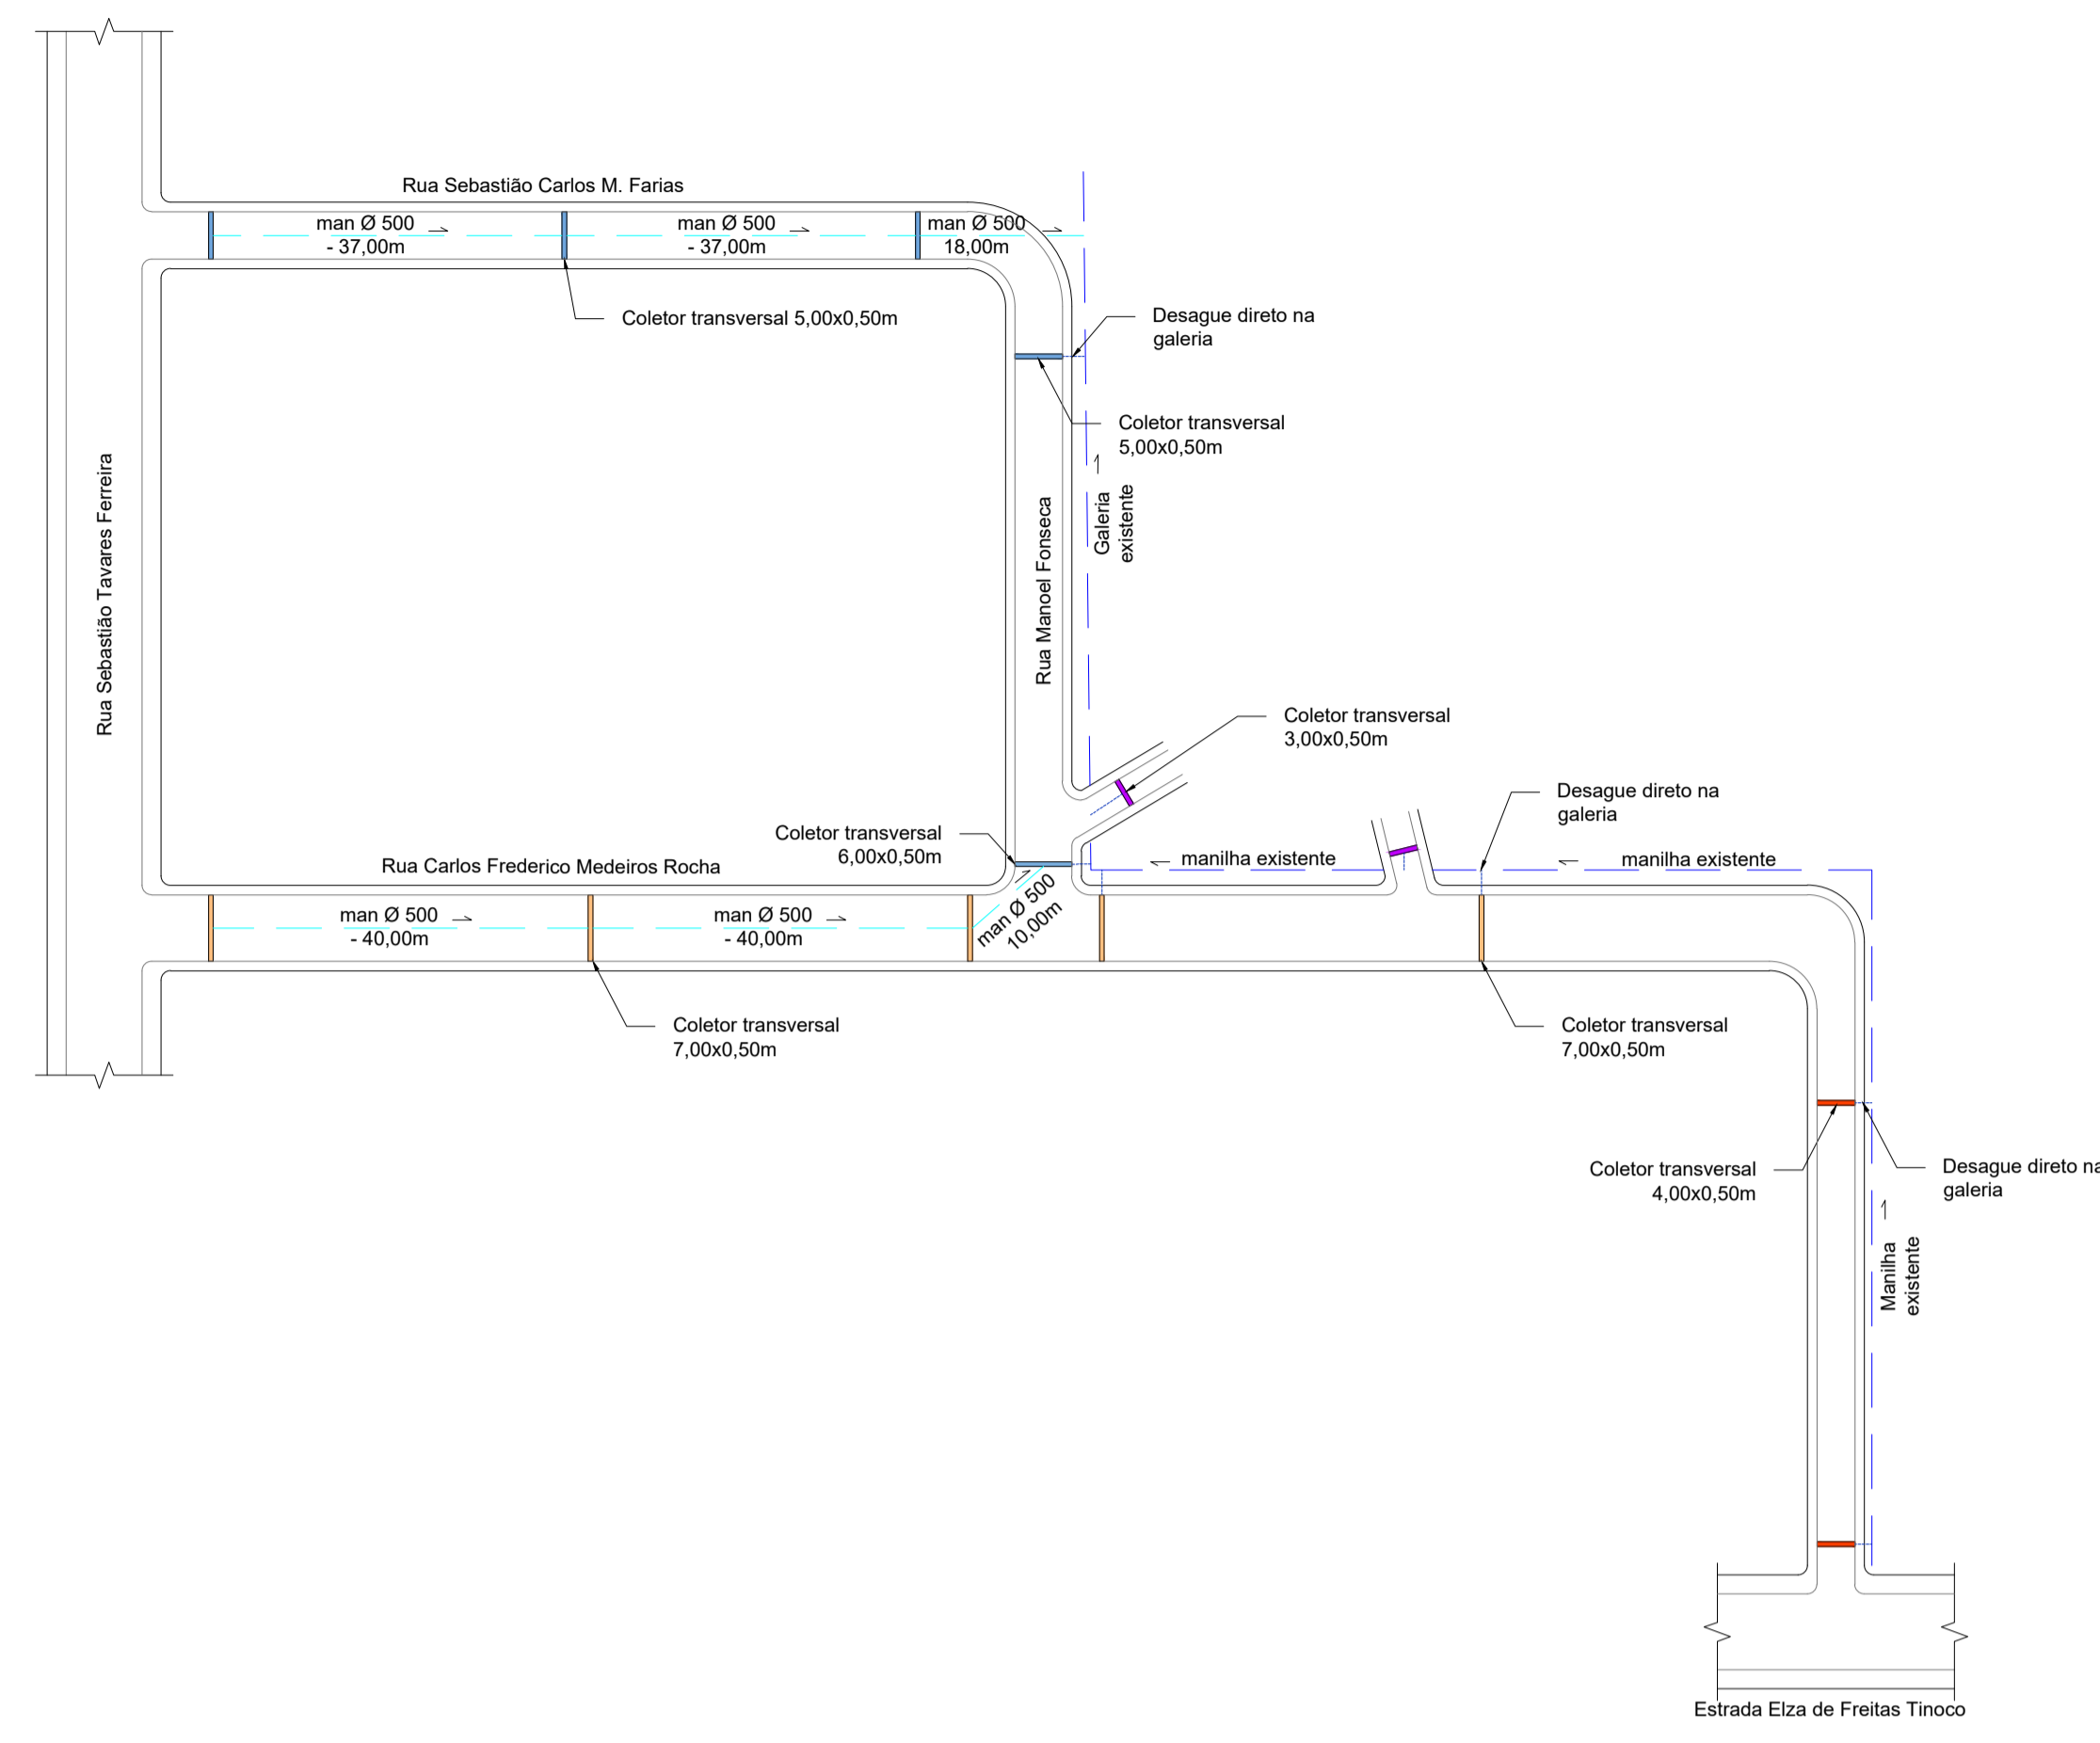 Rua Sebastião Carlos M. Farias
man Ø 500
- 37,00m
man Ø 500
- 37,00m
man Ø 500
18,00m
Coletor transversal 5,00x0,50m
Desague direto na
galeria
Coletor transversal
5,00x0,50m
Rua Sebastião Tavares Ferreira
Rua Manoel Fonseca
Galeria
existente
Coletor transversal
3,00x0,50m
Desague direto na
galeria
Coletor transversal
6,00x0,50m
Rua Carlos Frederico Medeiros Rocha
manilha existente
manilha existente
man Ø 500
- 40,00m
man Ø 500
- 40,00m
man Ø 500
10,00m
Coletor transversal
7,00x0,50m
Coletor transversal
7,00x0,50m
Coletor transversal
4,00x0,50m
Desague direto na
galeria
Manilha
existente
Estrada Elza de Freitas Tinoco